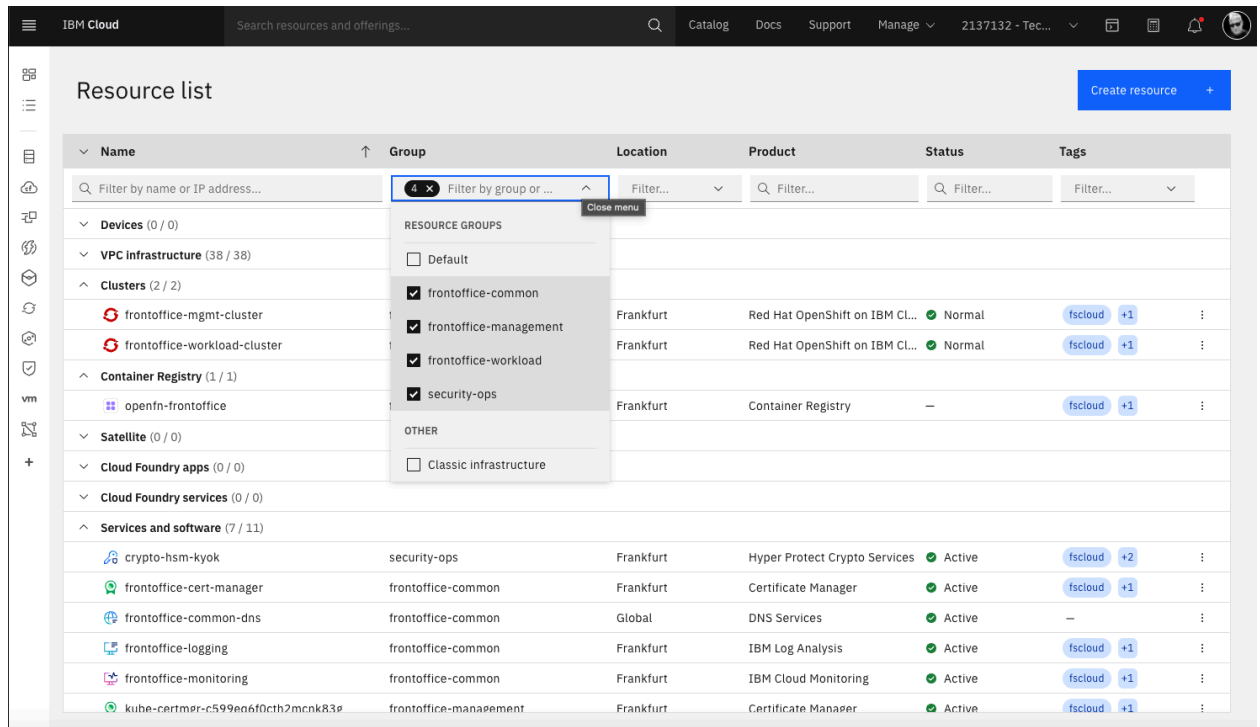 IBM Cloud Search resources and offerings... Catalog Docs Support Manage 2137132 - Tec...
Resource list
Create resource +
Name Group Location Product Status Tags
Filter by name or IP address... 4 × Filter by group or ... Filter... Filter... Filter... Filter...
Close menu
Devices (0 / 0)
RESOURCE GROUPS
VPC infrastructure (38 / 38)
Default
Clusters (2 / 2)
frontoffice-common
frontoffice-mgmt-cluster Frankfurt Red Hat OpenShift on IBM Cl... Normal fscloud +1
frontoffice-management
frontoffice-workload-cluster Frankfurt Red Hat OpenShift on IBM Cl... Normal fscloud +1
frontoffice-workload
Container Registry (1 / 1)
security-ops
openfn-frontoffice Frankfurt Container Registry — fscloud +1
vm
OTHER
Satellite (0 / 0)
Classic infrastructure
Cloud Foundry apps (0 / 0)
Cloud Foundry services (0 / 0)
Services and software (7 / 11)
crypto-hsm-kyok security-ops Frankfurt Hyper Protect Crypto Services Active fscloud +2
frontoffice-cert-manager frontoffice-common Frankfurt Certificate Manager Active fscloud +1
frontoffice-common-dns frontoffice-common Global DNS Services Active —
frontoffice-logging frontoffice-common Frankfurt IBM Log Analysis Active fscloud +1
frontoffice-monitoring frontoffice-common Frankfurt IBM Cloud Monitoring Active fscloud +1
kube-certmgr-c599eq6f0cth2mcnk83g frontoffice-management Frankfurt Certificate Manager Active fscloud +1